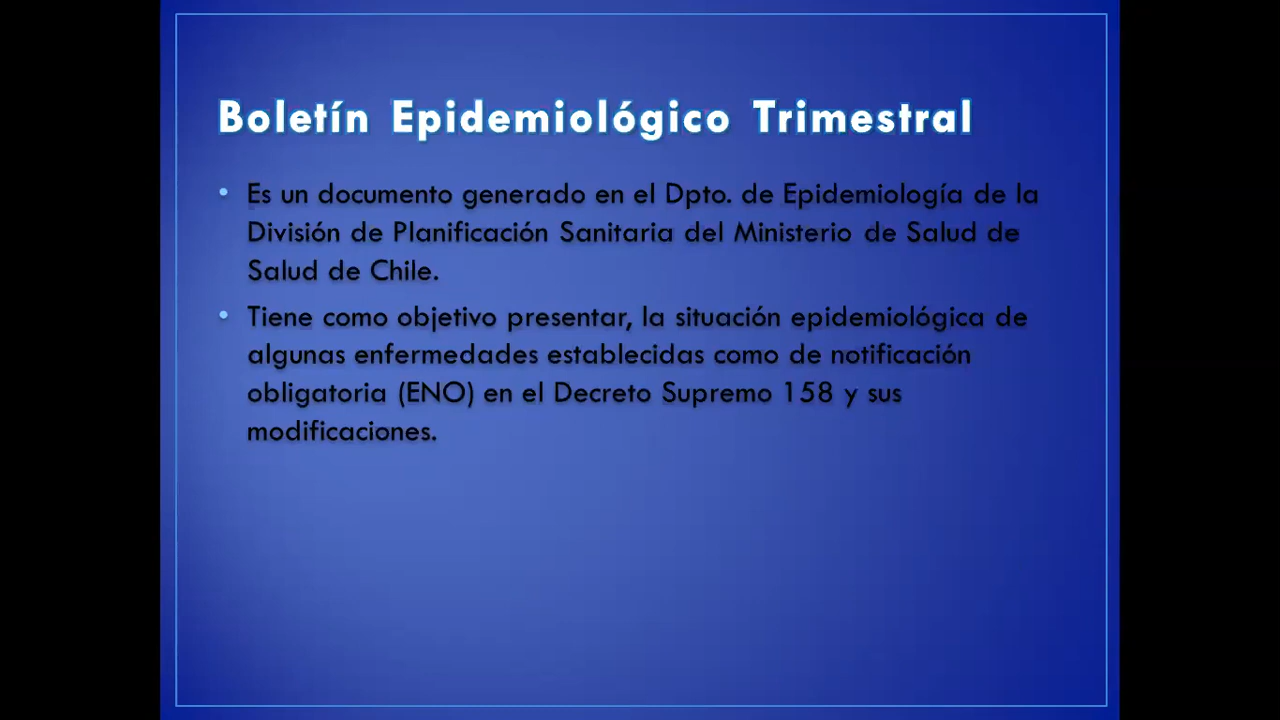 Boletín Epidemiológico Trimestral
• Es un documento generado en el Dpto. de Epidemiología de la
División de Planificación Sanitaria del Ministerio de Salud de
Salud de Chile.
• Tiene como objetivo presentar, la situación epidemiológica de
algunas enfermedades establecidas como de notificación
obligatoria (ENO) en el Decreto Supremo 158 y sus
modificaciones.